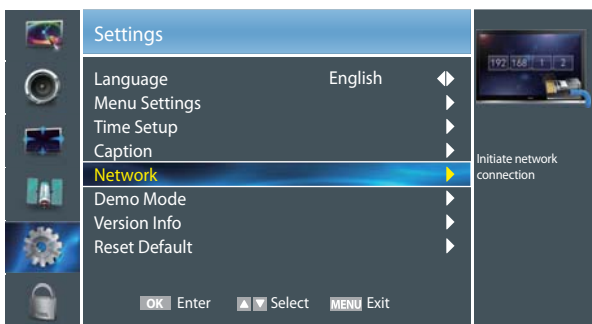 Settings
Language English
Menu Settings
Time Setup
Caption
Network
Demo Mode
Version Info
Reset Default
OK Enter Select MENU Exit
192 168 1 2
Initiate network
connection